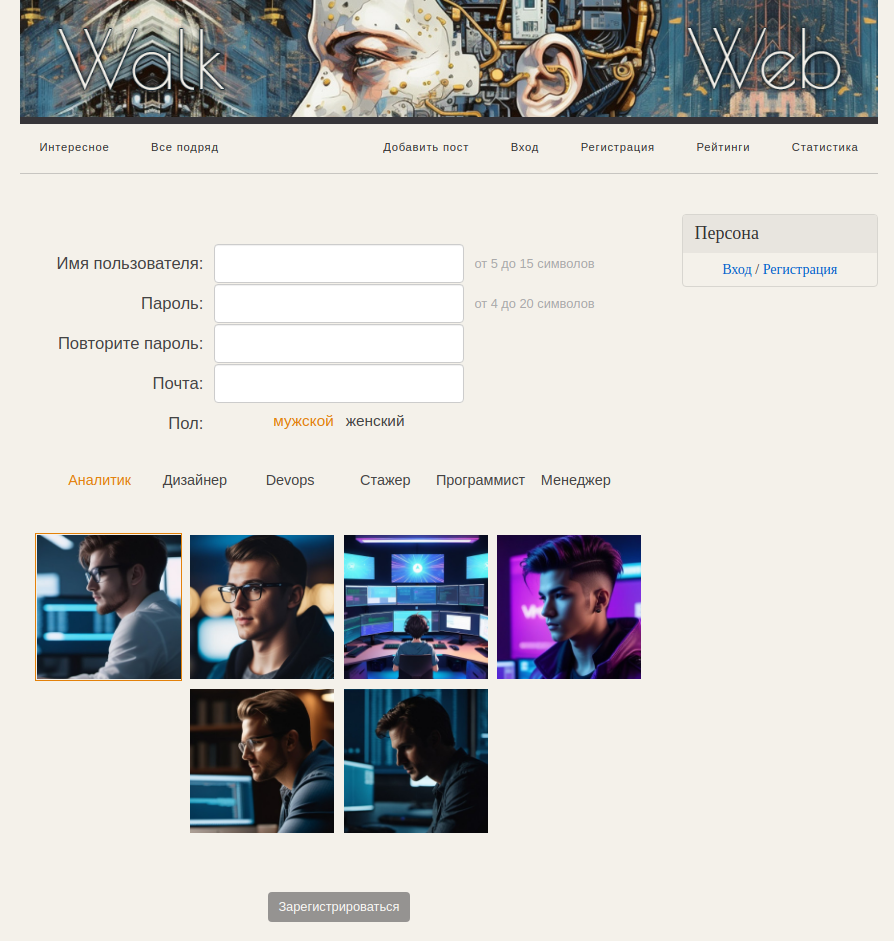 Walk Web
Интересное Все подряд Добавить пост Вход Регистрация Рейтинги Статистика
Персона
Вход / Регистрация
Имя пользователя: от 5 до 15 символов
Пароль: от 4 до 20 символов
Повторите пароль:
Почта:
Пол: мужской женский
Аналитик Дизайнер Devops Стажер Программист Менеджер
Зарегистрироваться